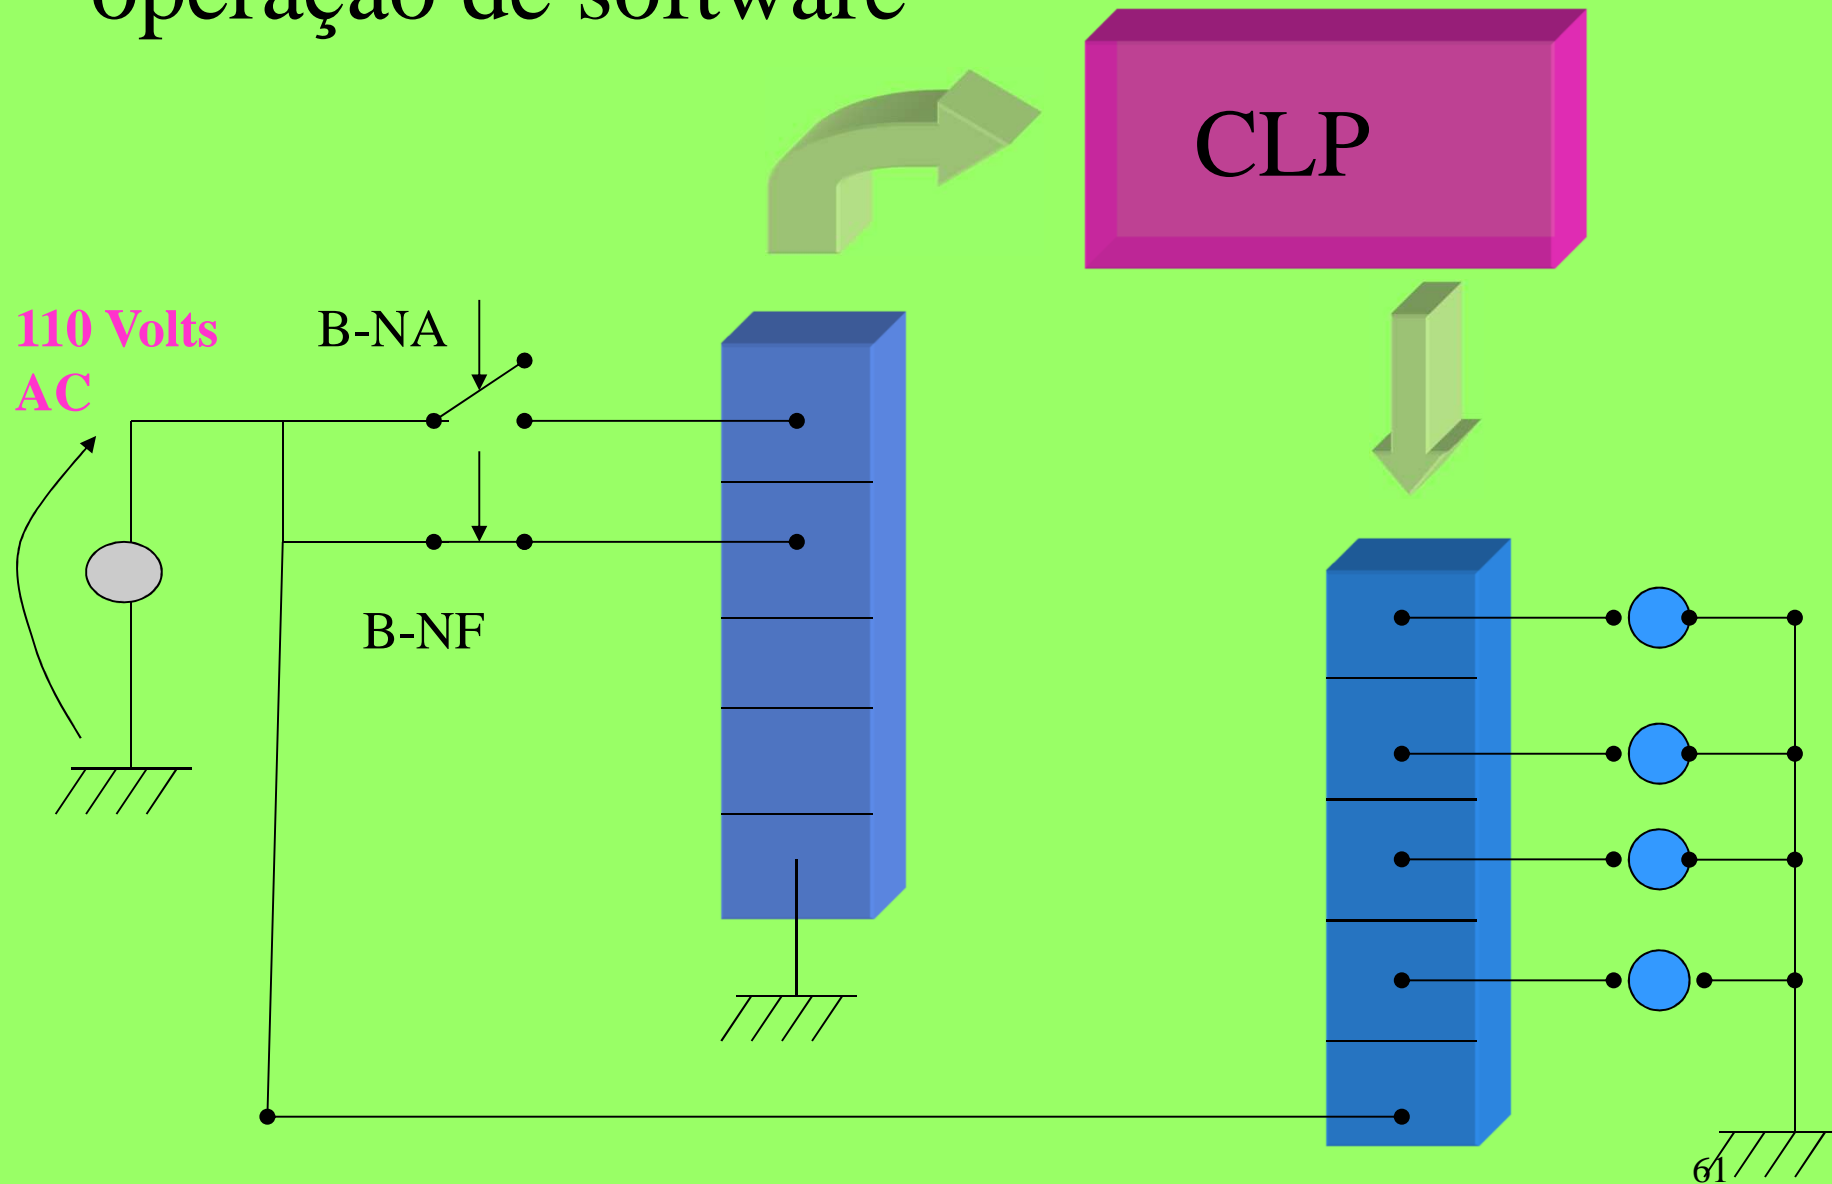 operação de software
CLP
110 Volts
AC
B-NA
B-NF
61